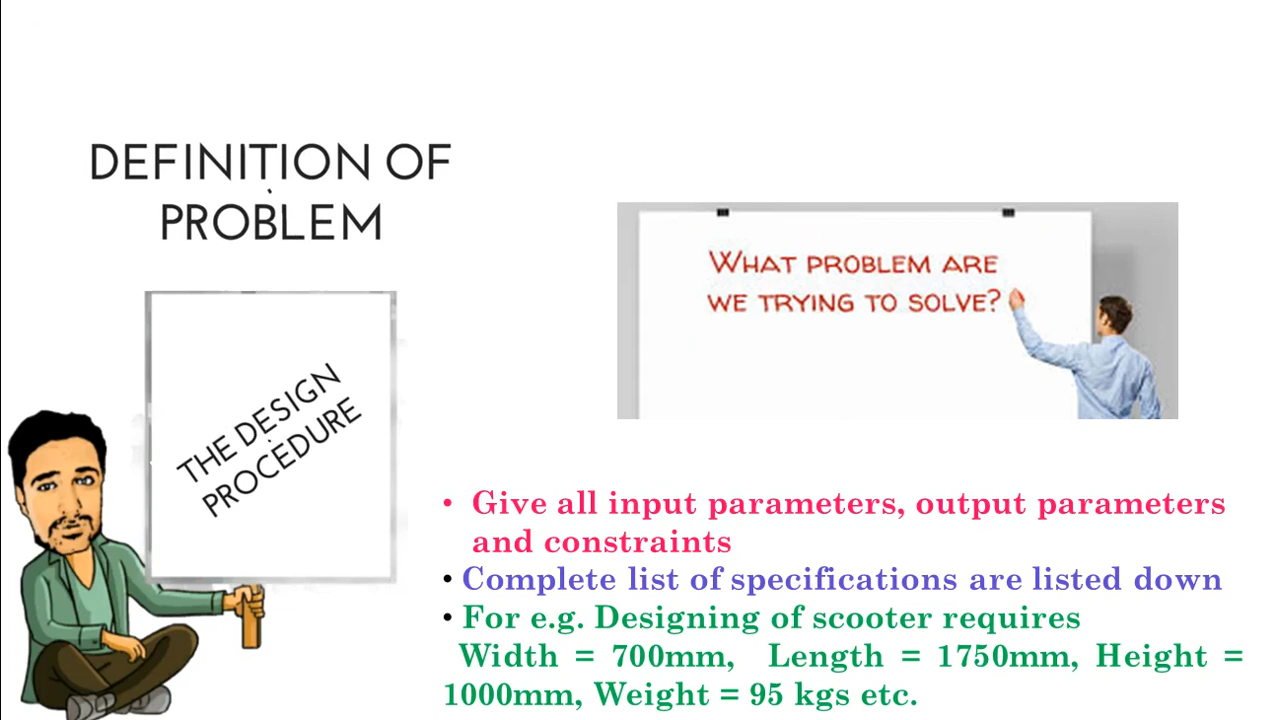 DEFINITION OF
PROBLEM
THE DESIGN
PROCEDURE
WHAT PROBLEM ARE
WE TRYING TO SOLVE?
• Give all input parameters, output parameters
and constraints
• Complete list of specifications are listed down
• For e.g. Designing of scooter requires
Width = 700mm, Length = 1750mm, Height =
1000mm, Weight = 95 kgs etc.